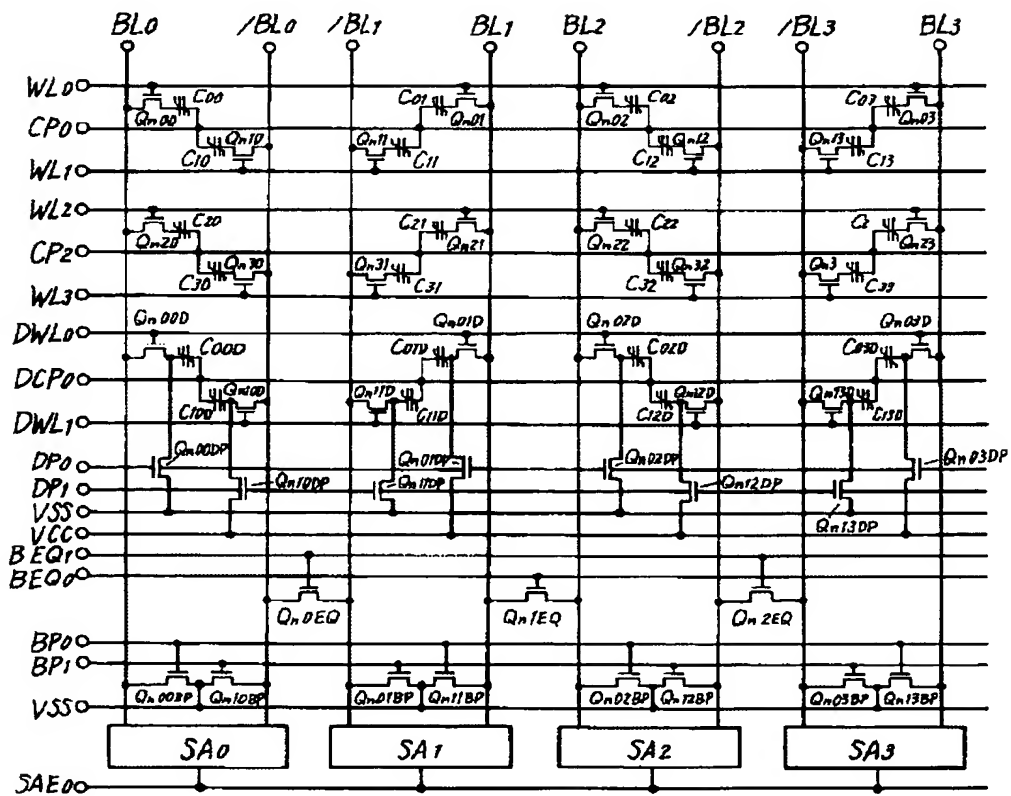 BL0 /BL0 /BL1 BL1 BL2 /BL2 /BL3 BL3
WL0 C00 C01 C02 C03
Qn00 Qn01 Qn02 Qn03
CP0 Qn10 Qn11 Qn12 Qn13
C10 C11 C12 C13
WL1
WL2 C20 C21 C22 C2
Qn20 Qn21 Qn22 Qn23
CP2 Qn30 Qn31 Qn32 Qn3
C30 C31 C32 C39
WL3
Qn00D Qn01D Qn02D Qn03D
DWL0
C00D C01D C02D C03D
DCP0 Qn10D Qn11D Qn12D Qn13D
C10D C11D C12D C13D
DWL1
Qn00DP Qn01DP Qn02DP Qn03DP
DP0
DP1 Qn10DP Qn11DP Qn12DP
VSS Qn13DP
VCC
BEQ1
BEQ0
Qn0EQ Qn1EQ Qn2EQ
BP0
BP1
Qn00BP Qn10BP Qn01BP Qn11BP Qn02BP Qn12BP Qn03BP Qn13BP
VSS
SA0 SA1 SA2 SA3
SAE0